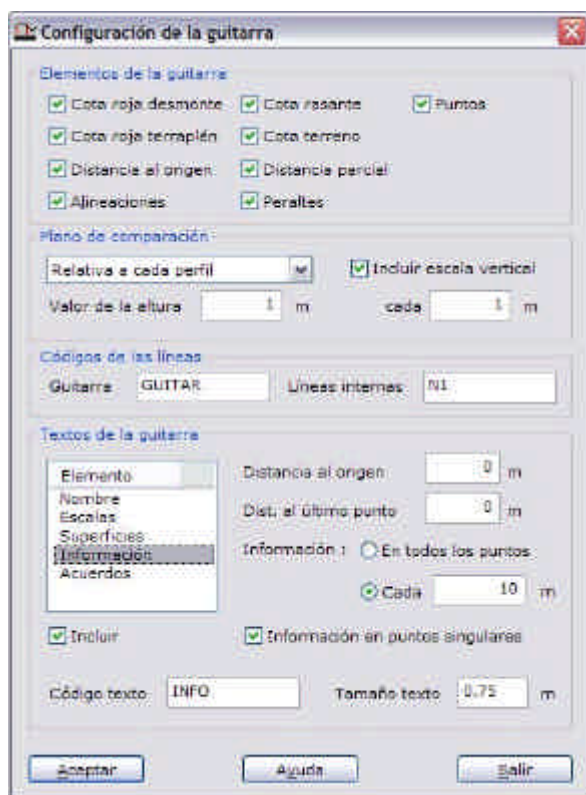 Configuración de la guitarra
Elementos de la guitarra
Cota roja desmonte Cota rasante Puntos
Cota roja terraplén Cota terreno
Distancia al origen Distancia parcial
Alineaciones Peraltes
Plano de comparación
Relativa a cada perfil Incluir escala vertical
Valor de la altura 1 m cada 1 m
Códigos de las líneas
Guitarra GUITAR Líneas internas N1
Textos de la guitarra
Elemento
Nombre
Escalas
Superficies
Información
Acuerdos
Distancia al origen 0 m
Dist. al último punto 0 m
Información : En todos los puntos
Cada 10 m
Incluir Información en puntos singulares
Código texto INFO Tamaño texto 0.75 m
Aceptar Ayuda Salir